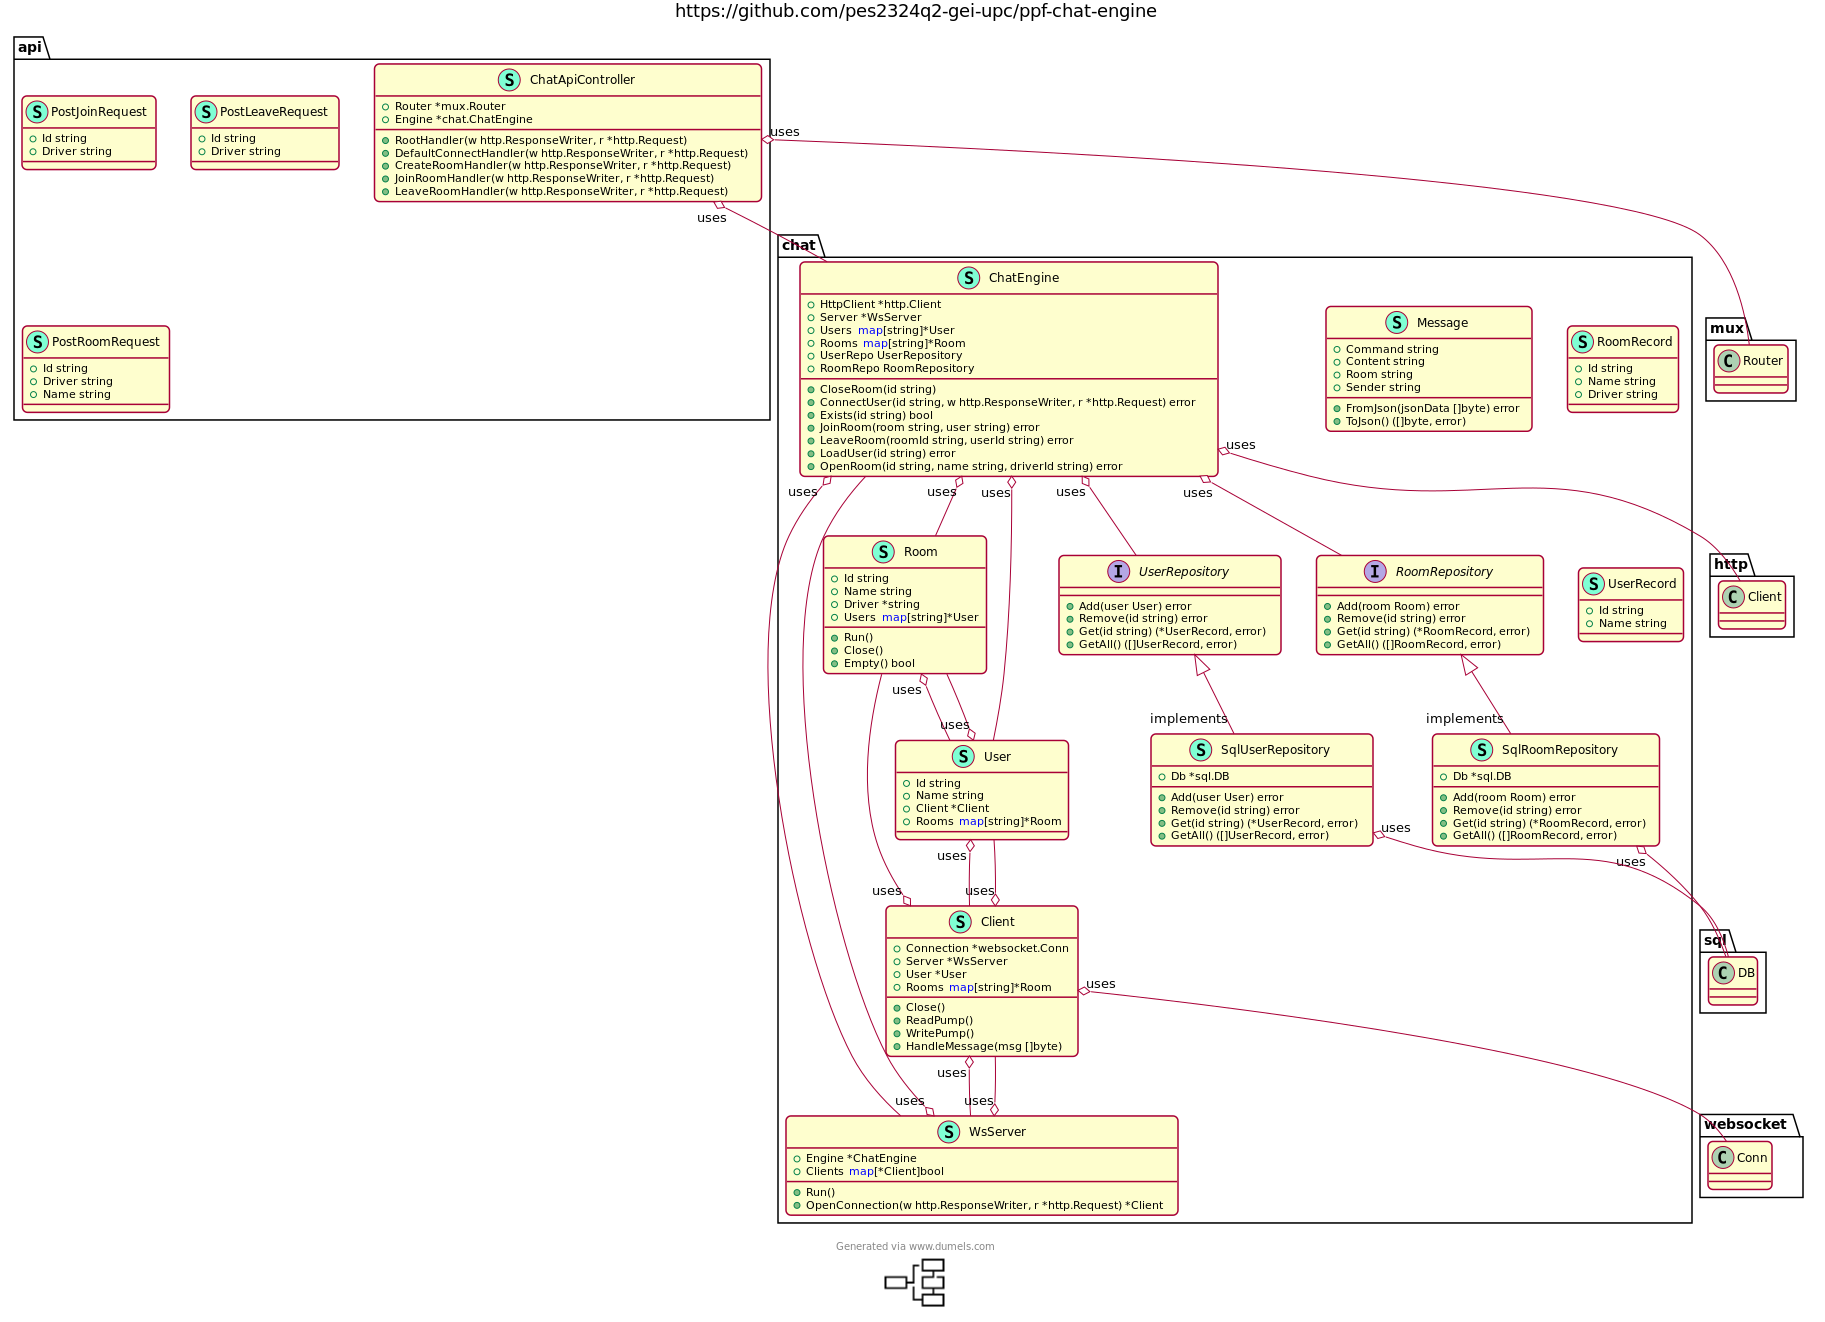 https://github.com/pes2324q2-gei-upc/ppf-chat-engine
api
S PostJoinRequest
Id string
Driver string
S PostLeaveRequest
Id string
Driver string
S ChatApiController
Router *mux.Router
Engine *chat.ChatEngine
RootHandler(w http.ResponseWriter, r *http.Request)
DefaultConnectHandler(w http.ResponseWriter, r *http.Request)
CreateRoomHandler(w http.ResponseWriter, r *http.Request)
JoinRoomHandler(w http.ResponseWriter, r *http.Request)
LeaveRoomHandler(w http.ResponseWriter, r *http.Request)
uses
uses
S PostRoomRequest
Id string
Driver string
Name string
chat
S ChatEngine
HttpClient *http.Client
Server *WsServer
Users map[string]*User
Rooms map[string]*Room
UserRepo UserRepository
RoomRepo RoomRepository
CloseRoom(id string)
ConnectUser(id string, w http.ResponseWriter, r *http.Request) error
Exists(id string) bool
JoinRoom(room string, user string) error
LeaveRoom(roomId string, userId string) error
LoadUser(id string) error
OpenRoom(id string, name string, driverId string) error
S Message
Command string
Content string
Room string
Sender string
FromJson(jsonData []byte) error
ToJson() ([]byte, error)
S RoomRecord
Id string
Name string
Driver string
mux
C Router
uses
uses
uses
uses
uses
uses
S Room
Id string
Name string
Driver *string
Users map[string]*User
Run()
Close()
Empty() bool
I UserRepository
Add(user User) error
Remove(id string) error
Get(id string) (*UserRecord, error)
GetAll() ([]UserRecord, error)
I RoomRepository
Add(room Room) error
Remove(id string) error
Get(id string) (*RoomRecord, error)
GetAll() ([]RoomRecord, error)
S UserRecord
Id string
Name string
http
C Client
uses
uses
implements
implements
S User
Id string
Name string
Client *Client
Rooms map[string]*Room
S SqlUserRepository
Db *sql.DB
Add(user User) error
Remove(id string) error
Get(id string) (*UserRecord, error)
GetAll() ([]UserRecord, error)
S SqlRoomRepository
Db *sql.DB
Add(room Room) error
Remove(id string) error
Get(id string) (*RoomRecord, error)
GetAll() ([]RoomRecord, error)
uses
uses
uses
uses
uses
S Client
Connection *websocket.Conn
Server *WsServer
User *User
Rooms map[string]*Room
Close()
ReadPump()
WritePump()
HandleMessage(msg []byte)
uses
sql
C DB
uses
uses
uses
S WsServer
Engine *ChatEngine
Clients map[*Client]bool
Run()
OpenConnection(w http.ResponseWriter, r *http.Request) *Client
websocket
C Conn
Generated via www.dumels.com